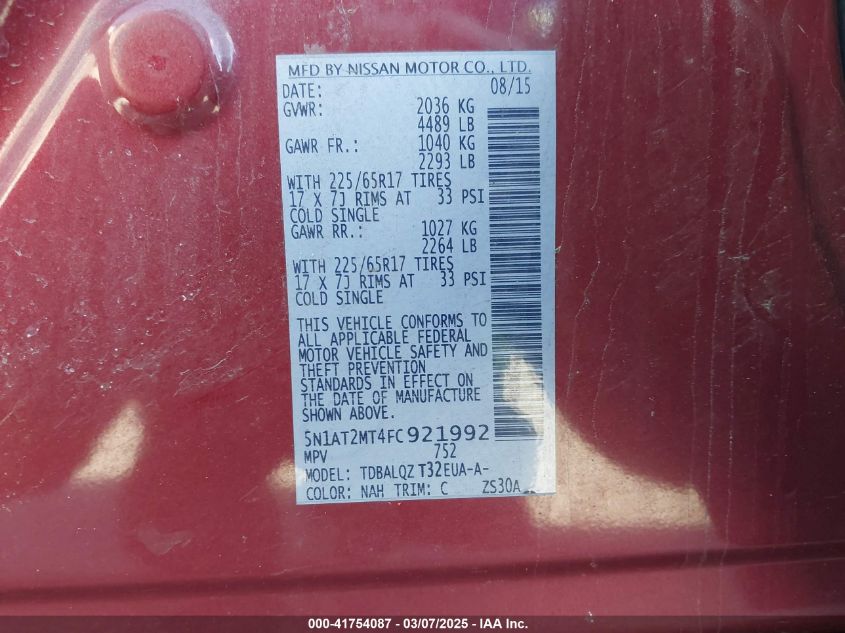 MFD BY NISSAN MOTOR CO., LTD.
DATE: 08/15
GVWR: 2036 KG
4489 LB
GAWR FR.: 1040 KG
2293 LB
WITH 225/65R17 TIRES
17 X 7J RIMS AT 33 PSI
COLD SINGLE
GAWR RR.: 1027 KG
2264 LB
WITH 225/65R17 TIRES
17 X 7J RIMS AT 33 PSI
COLD SINGLE
THIS VEHICLE CONFORMS TO
ALL APPLICABLE FEDERAL
MOTOR VEHICLE SAFETY AND
THEFT PREVENTION
STANDARDS IN EFFECT ON
THE DATE OF MANUFACTURE
SHOWN ABOVE.
5N1AT2MT4FC921992
MPV 752
MODEL: TDBALQZ T32EUA-A-
COLOR: NAH TRIM: C ZS30A
000-41754087 - 03/07/2025 - IAA Inc.